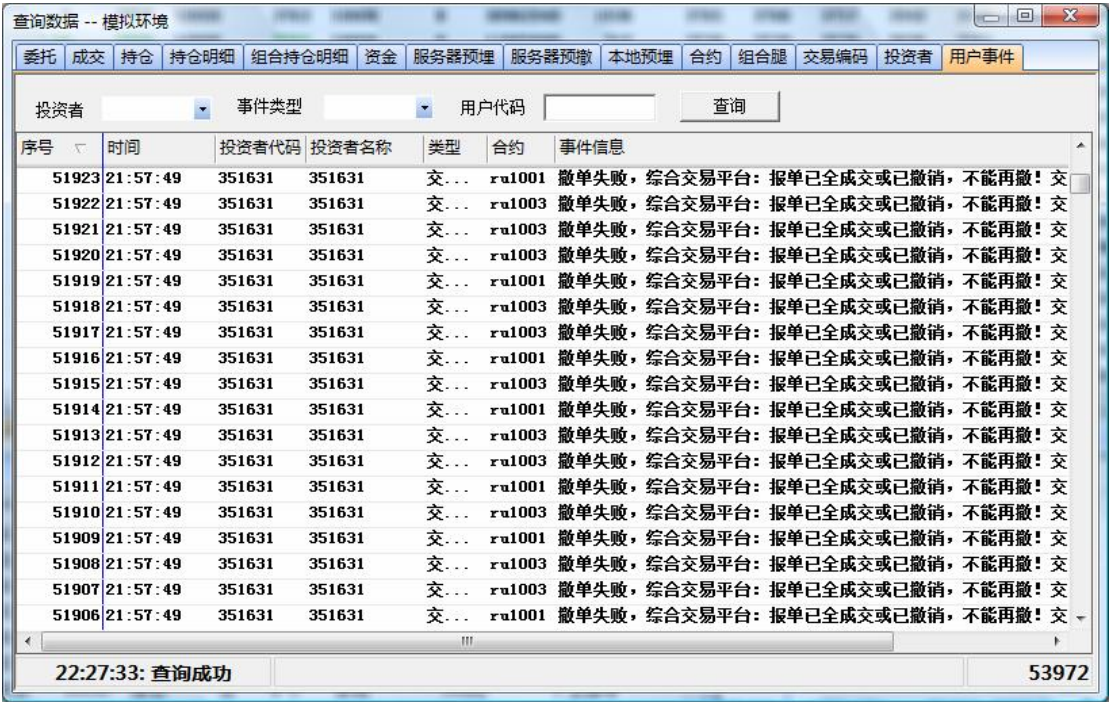 查询数据 -- 模拟环境
委托 成交 持仓 持仓明细 组合持仓明细 资金 服务器预埋 服务器预撤 本地预埋 合约 组合腿 交易编码 投资者 用户事件
投资者 事件类型 用户代码 查询
序号 时间 投资者代码 投资者名称 类型 合约 事件信息
51923 21:57:49 351631 351631 交... ru1001 撤单失败，综合交易平台：报单已全成交或已撤销，不能再撤！交
51922 21:57:49 351631 351631 交... ru1003 撤单失败，综合交易平台：报单已全成交或已撤销，不能再撤！交
51921 21:57:49 351631 351631 交... ru1003 撤单失败，综合交易平台：报单已全成交或已撤销，不能再撤！交
51920 21:57:49 351631 351631 交... ru1003 撤单失败，综合交易平台：报单已全成交或已撤销，不能再撤！交
51919 21:57:49 351631 351631 交... ru1001 撤单失败，综合交易平台：报单已全成交或已撤销，不能再撤！交
51918 21:57:49 351631 351631 交... ru1003 撤单失败，综合交易平台：报单已全成交或已撤销，不能再撤！交
51917 21:57:49 351631 351631 交... ru1003 撤单失败，综合交易平台：报单已全成交或已撤销，不能再撤！交
51916 21:57:49 351631 351631 交... ru1001 撤单失败，综合交易平台：报单已全成交或已撤销，不能再撤！交
51915 21:57:49 351631 351631 交... ru1003 撤单失败，综合交易平台：报单已全成交或已撤销，不能再撤！交
51914 21:57:49 351631 351631 交... ru1001 撤单失败，综合交易平台：报单已全成交或已撤销，不能再撤！交
51913 21:57:49 351631 351631 交... ru1003 撤单失败，综合交易平台：报单已全成交或已撤销，不能再撤！交
51912 21:57:49 351631 351631 交... ru1003 撤单失败，综合交易平台：报单已全成交或已撤销，不能再撤！交
51911 21:57:49 351631 351631 交... ru1001 撤单失败，综合交易平台：报单已全成交或已撤销，不能再撤！交
51910 21:57:49 351631 351631 交... ru1003 撤单失败，综合交易平台：报单已全成交或已撤销，不能再撤！交
51909 21:57:49 351631 351631 交... ru1001 撤单失败，综合交易平台：报单已全成交或已撤销，不能再撤！交
51908 21:57:49 351631 351631 交... ru1003 撤单失败，综合交易平台：报单已全成交或已撤销，不能再撤！交
51907 21:57:49 351631 351631 交... ru1003 撤单失败，综合交易平台：报单已全成交或已撤销，不能再撤！交
51906 21:57:49 351631 351631 交... ru1001 撤单失败，综合交易平台：报单已全成交或已撤销，不能再撤！交
22:27:33: 查询成功 53972